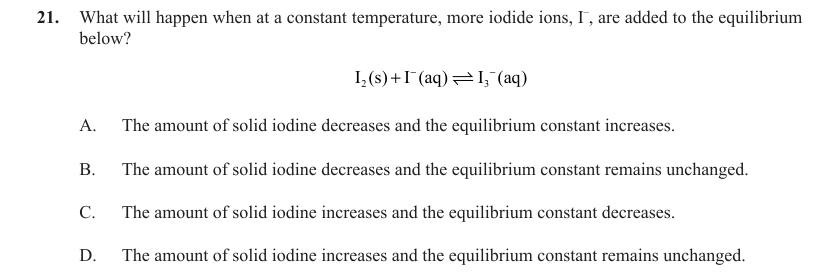 21. What will happen when at a constant temperature, more iodide ions, I⁻, are added to the equilibrium
below?
I₂(s)+I⁻(aq)⇌I₃⁻(aq)
A. The amount of solid iodine decreases and the equilibrium constant increases.
B. The amount of solid iodine decreases and the equilibrium constant remains unchanged.
C. The amount of solid iodine increases and the equilibrium constant decreases.
D. The amount of solid iodine increases and the equilibrium constant remains unchanged.